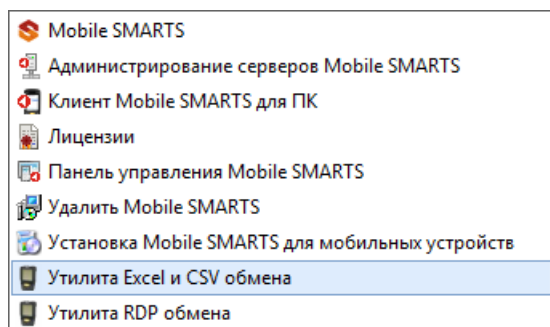 Mobile SMARTS
Администрирование серверов Mobile SMARTS
Клиент Mobile SMARTS для ПК
Лицензии
Панель управления Mobile SMARTS
Удалить Mobile SMARTS
Установка Mobile SMARTS для мобильных устройств
Утилита Excel и CSV обмена
Утилита RDP обмена